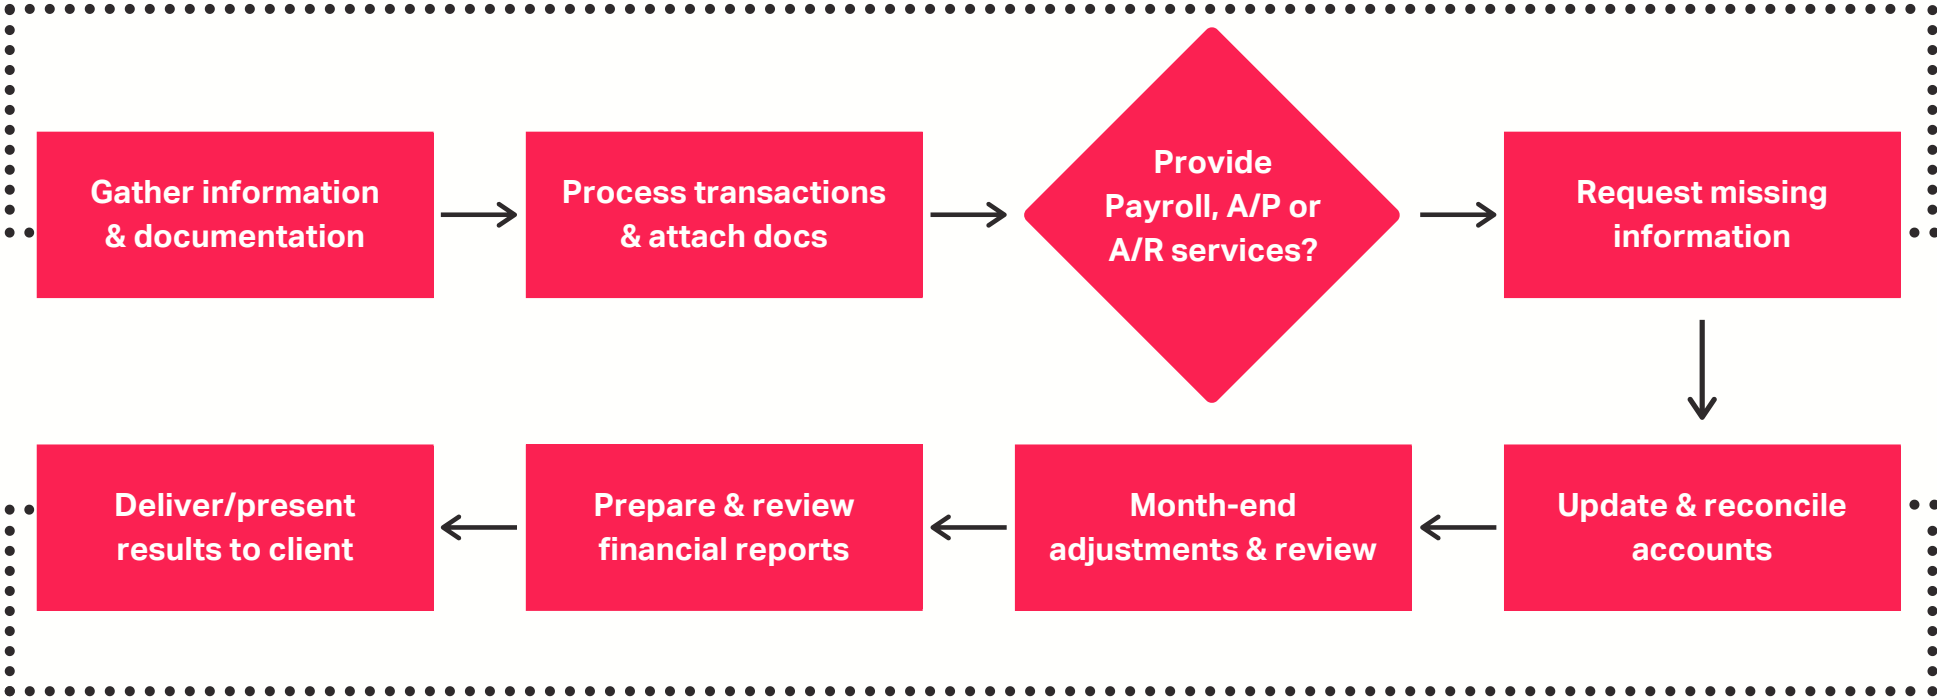 Gather information
& documentation
Process transactions
& attach docs
Provide
Payroll, A/P or
A/R services?
Request missing
information
Update & reconcile
accounts
Month-end
adjustments & review
Prepare & review
financial reports
Deliver/present
results to client